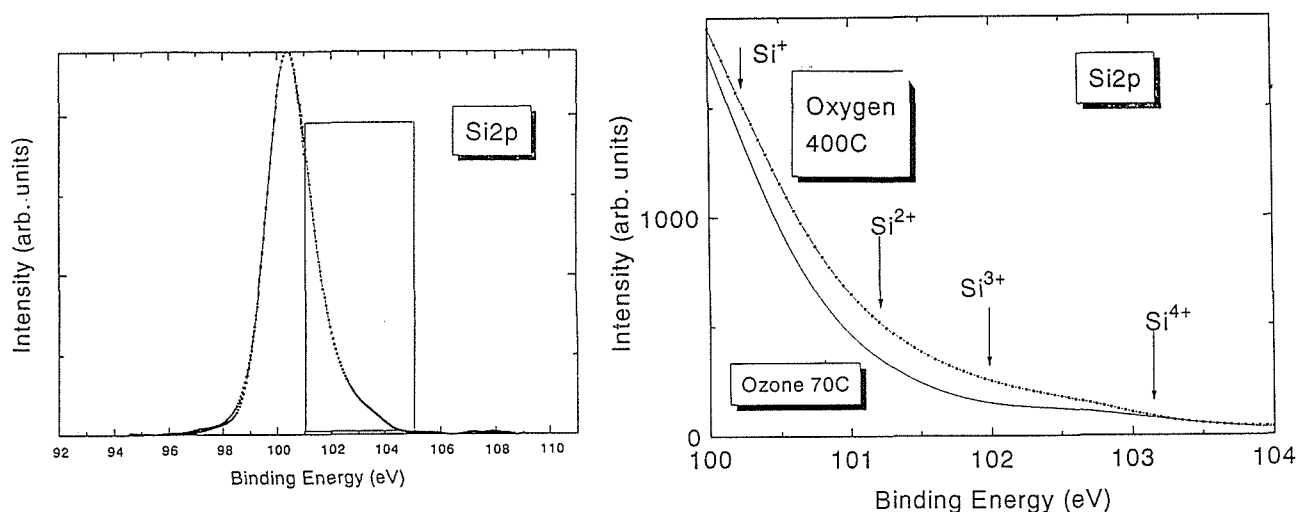 Intensity (arb. units)
Si2p
92 94 96 98 100 102 104 106 108 110
Binding Energy (eV)
Intensity (arb. units)
1000
0
Si⁺
Oxygen
400C
Si2p
Si²⁺
Si³⁺
Si⁴⁺
Ozone 70C
100 101 102 103 104
Binding Energy (eV)